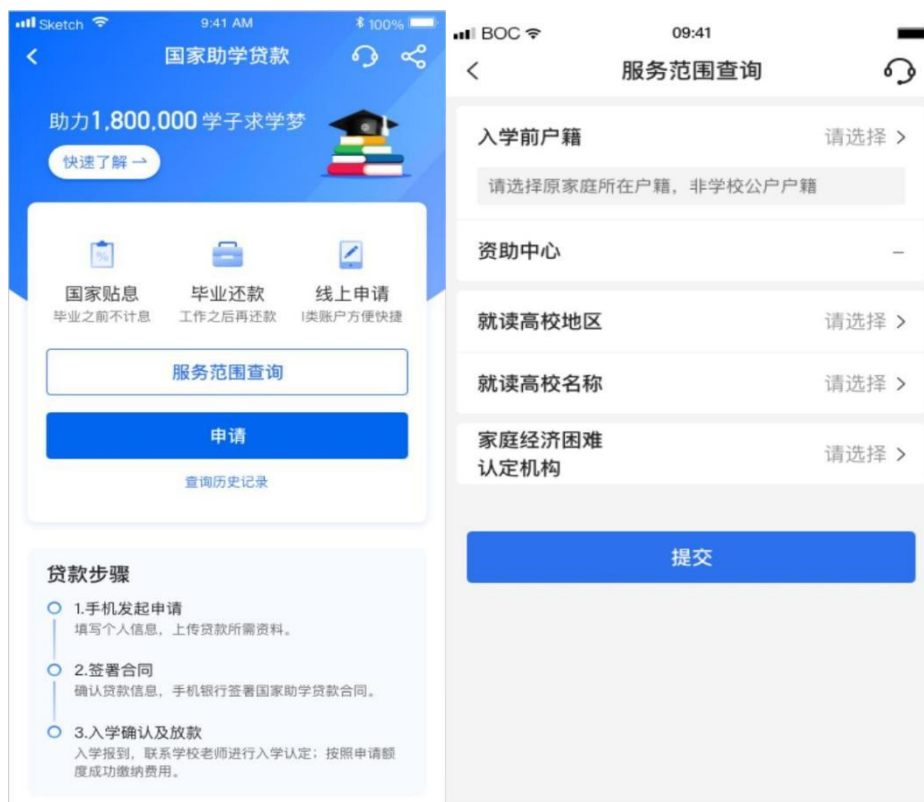 Sketch
9:41 AM
100%
国家助学贷款
助力1,800,000 学子求学梦
快速了解
%
国家贴息
毕业还款
线上申请
毕业之前不计息
工作之后再还款
I类账户方便快捷
服务范围查询
申请
查询历史记录
贷款步骤
1.手机发起申请
填写个人信息，上传贷款所需资料。
2.签署合同
确认贷款信息，手机银行签署国家助学贷款合同。
3.入学确认及放款
入学报到，联系学校老师进行入学认定；按照申请额
度成功缴纳费用。
BOC
09:41
服务范围查询
入学前户籍
请选择
请选择原家庭所在户籍，非学校公户户籍
资助中心
–
就读高校地区
请选择
就读高校名称
请选择
家庭经济困难
认定机构
请选择
提交